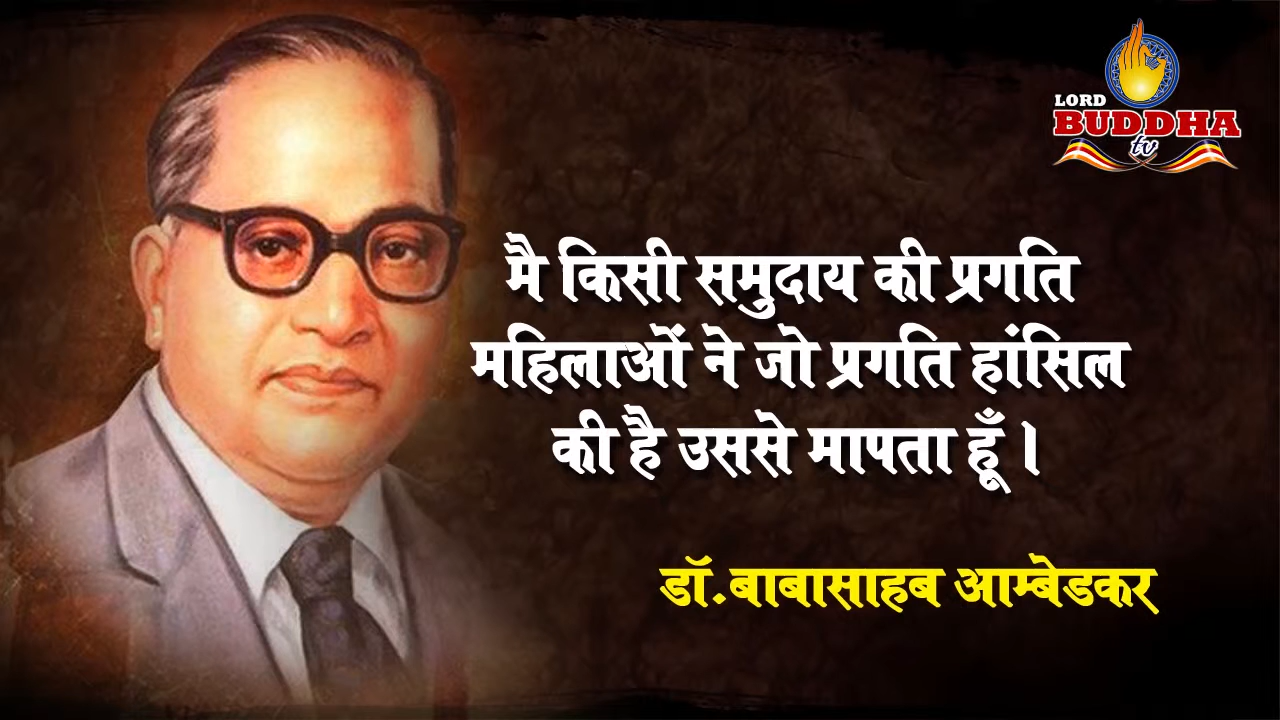 LORD
BUDDHA
tv
मै किसी समुदाय की प्रगति
महिलाओं ने जो प्रगति हांसिल
की है उससे मापता हूँ ।
डॉ.बाबासाहब आम्बेडकर